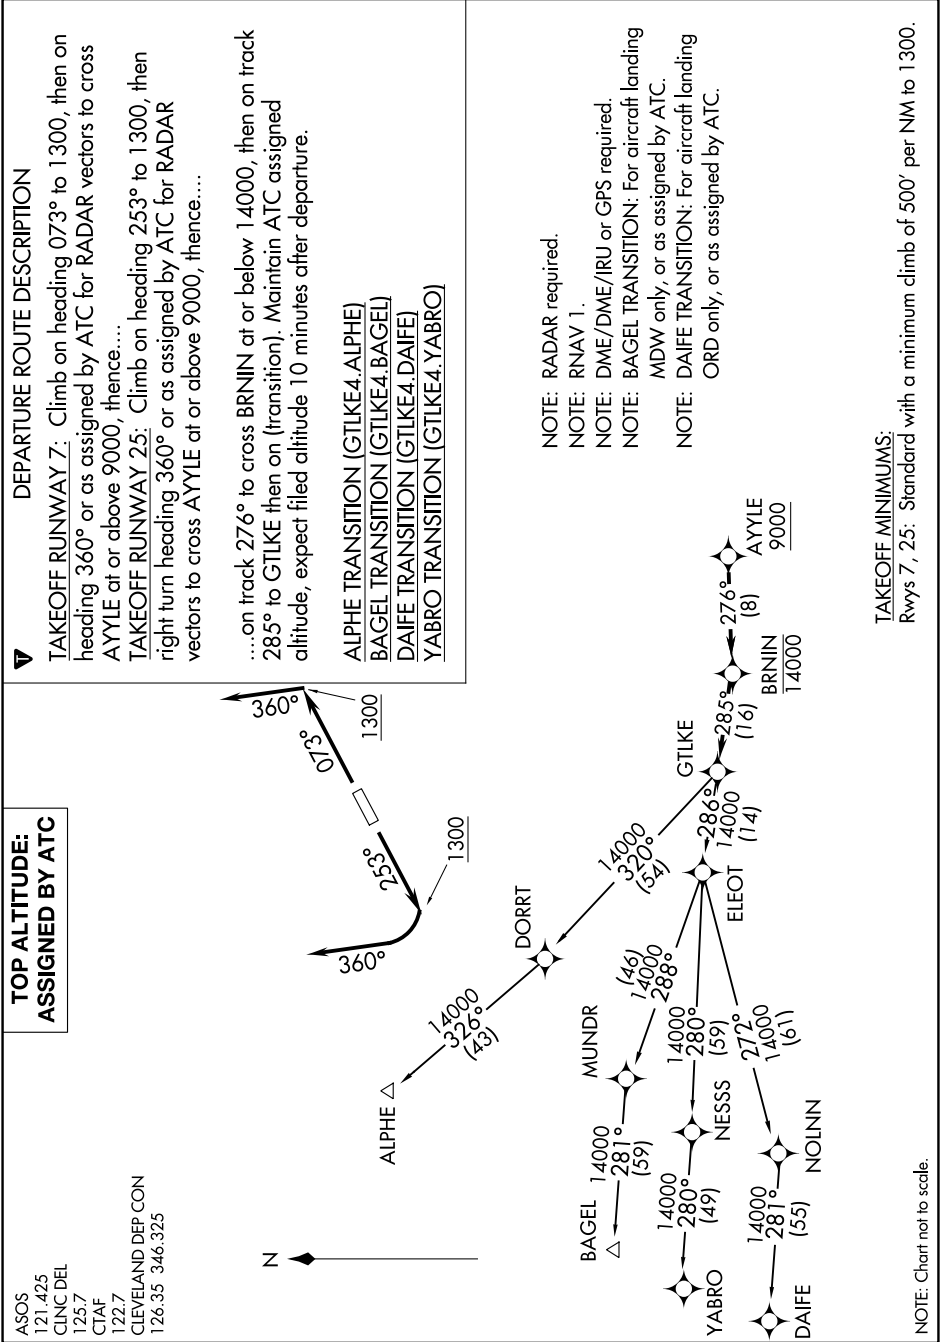 ASOS
121.425
CLNC DEL
125.7
CTAF
122.7
CLEVELAND DEP CON
126.35 346.325
TOP ALTITUDE:
ASSIGNED BY ATC
T
DEPARTURE ROUTE DESCRIPTION
TAKEOFF RUNWAY 7: Climb on heading 073° to 1300, then on
heading 360° or as assigned by ATC for RADAR vectors to cross
AYYLE at or above 9000, thence....
TAKEOFF RUNWAY 25: Climb on heading 253° to 1300, then
right turn heading 360° or as assigned by ATC for RADAR
vectors to cross AYYLE at or above 9000, thence....
....on track 276° to cross BRNIN at or below 14000, then on track
285° to GTLKE then on (transition). Maintain ATC assigned
altitude, expect filed altitude 10 minutes after departure.
ALPHE TRANSITION (GTLKE4.ALPHE)
BAGEL TRANSITION (GTLKE4.BAGEL)
DAIFE TRANSITION (GTLKE4.DAIFE)
YABRO TRANSITION (GTLKE4.YABRO)
N
360°
253°
1300
073°
360°
1300
NOTE: RADAR required.
NOTE: RNAV 1.
NOTE: DME/DME/IRU or GPS required.
NOTE: BAGEL TRANSITION: For aircraft landing
MDW only, or as assigned by ATC.
NOTE: DAIFE TRANSITION: For aircraft landing
ORD only, or as assigned by ATC.
ALPHE
14000
326°
(43)
DORRT
14000
320°
(54)
GTLKE
285°
(16)
BRNIN
14000
276°
(8)
AYYLE
9000
286°
14000
(14)
ELEOT
(46)
14000
288°
MUNDR
14000
281°
(59)
BAGEL
14000
280°
(59)
NESSS
14000
280°
(49)
YABRO
272°
14000
(61)
NOLNN
14000
281°
(55)
DAIFE
TAKEOFF MINIMUMS:
Rwys 7, 25: Standard with a minimum climb of 500' per NM to 1300.
NOTE: Chart not to scale.